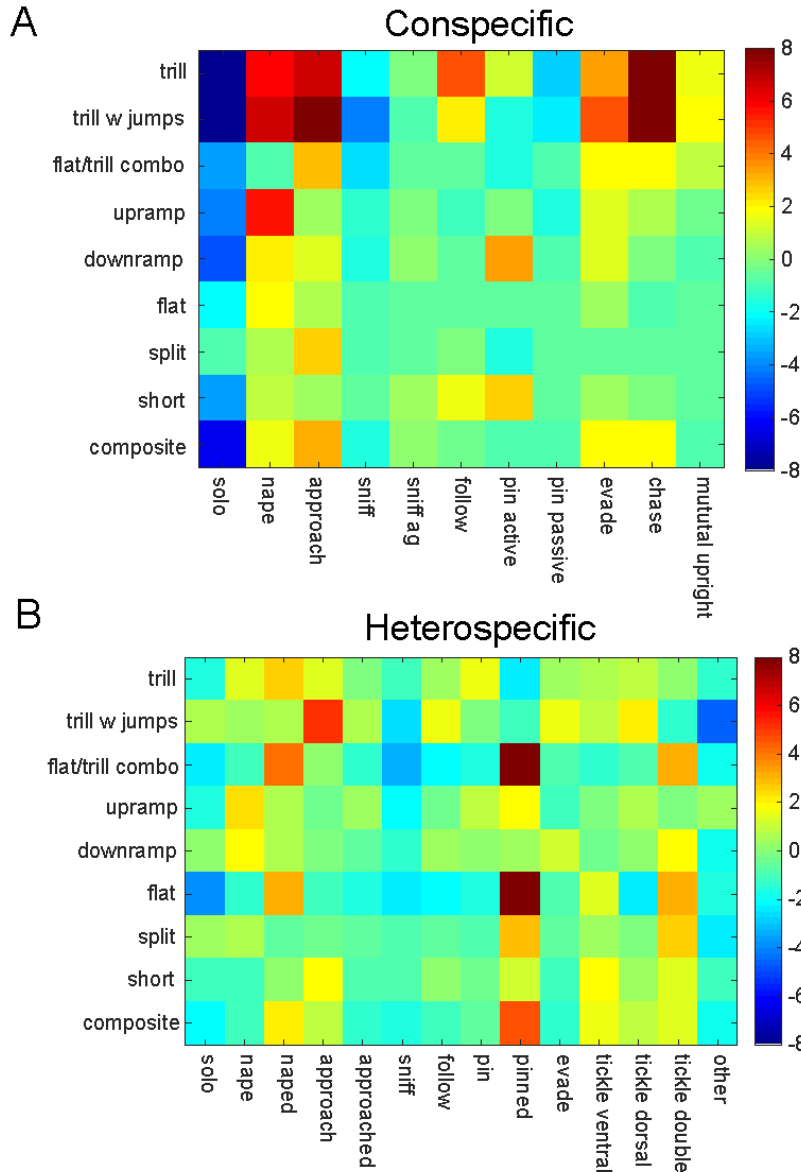 A
Conspecific
trill
trill w jumps
flat/trill combo
upramp
downramp
flat
split
short
composite
solo
nape
approach
sniff
sniff ag
follow
pin active
pin passive
evade
chase
mututal upright
8
6
4
2
0
-2
-4
-6
-8
B
Heterospecific
trill
trill w jumps
flat/trill combo
upramp
downramp
flat
split
short
composite
solo
nape
naped
approach
approached
sniff
follow
pin
pinned
evade
tickle ventral
tickle dorsal
tickle double
other
8
6
4
2
0
-2
-4
-6
-8